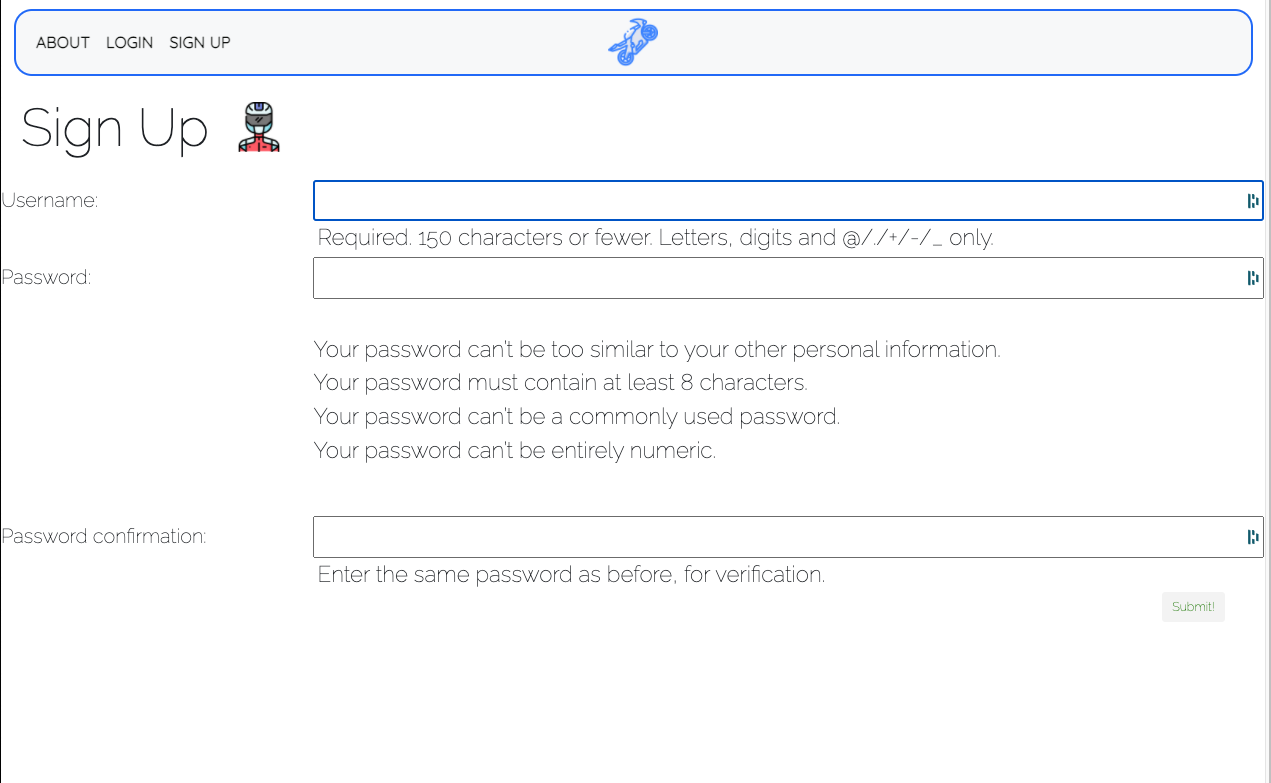 ABOUT LOGIN SIGN UP
Sign Up
Username:
Required. 150 characters or fewer. Letters, digits and @/./+/-/_ only.
Password:
Your password can't be too similar to your other personal information.
Your password must contain at least 8 characters.
Your password can't be a commonly used password.
Your password can't be entirely numeric.
Password confirmation:
Enter the same password as before, for verification.
Submit!